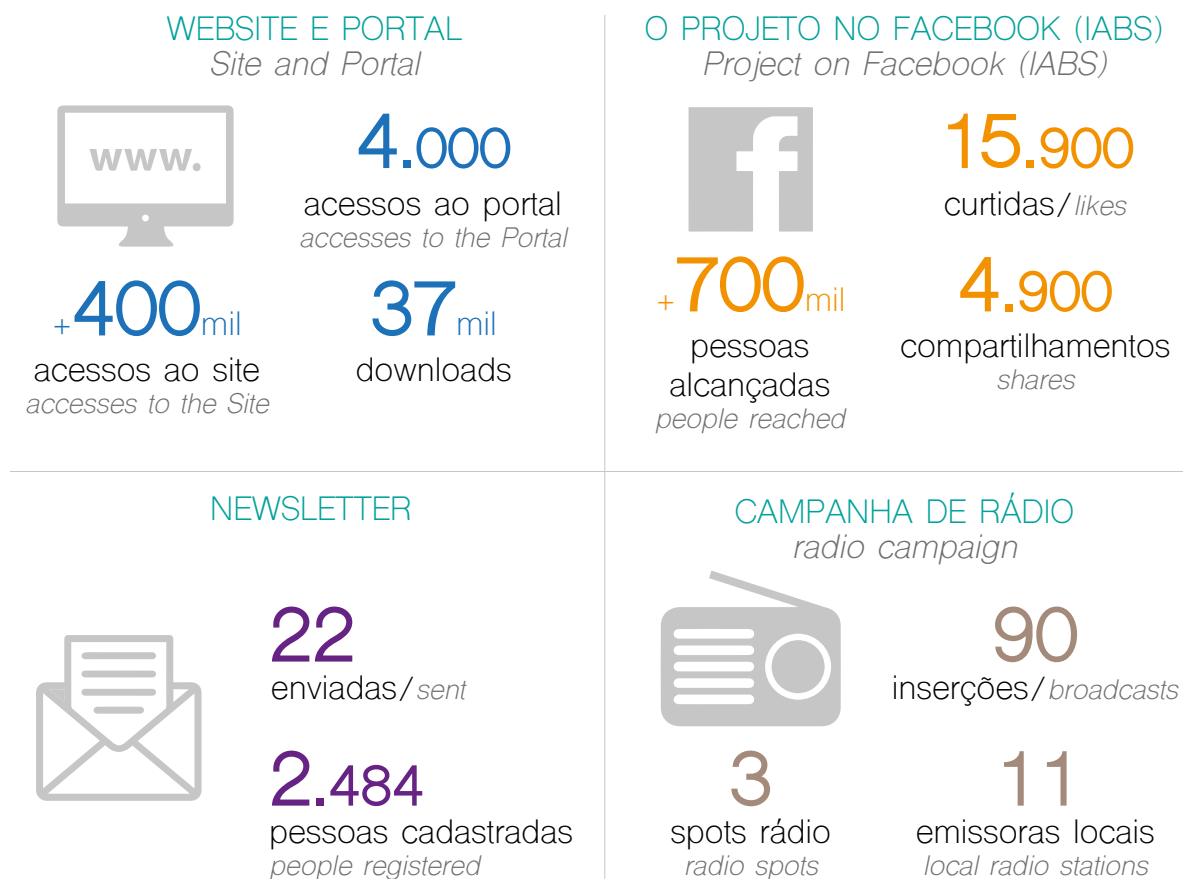 WEBSITE E PORTAL
Site and Portal
www.
4.000
acessos ao portal
accesses to the Portal
+400mil
acessos ao site
accesses to the Site
37mil
downloads
O PROJETO NO FACEBOOK (IABS)
Project on Facebook (IABS)
f
15.900
curtidas/likes
+700mil
pessoas
alcançadas
people reached
4.900
compartilhamentos
shares
NEWSLETTER
22
enviadas/sent
2.484
pessoas cadastradas
people registered
CAMPANHA DE RÁDIO
radio campaign
90
inserções/broadcasts
3
spots rádio
radio spots
11
emissoras locais
local radio stations